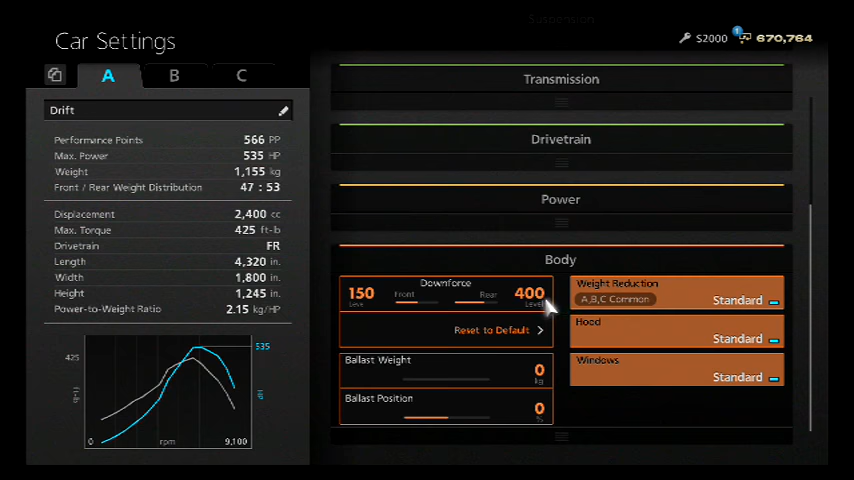 Suspension
Car Settings
S2000
1
670,764
A
B
C
Drift
Performance Points 566 PP
Max. Power 535 HP
Weight 1,155 kg
Front / Rear Weight Distribution 47 : 53
Displacement 2,400 cc
Max. Torque 425 ft-lb
Drivetrain FR
Length 4,320 in.
Width 1,800 in.
Height 1,245 in.
Power-to-Weight Ratio 2.15 kg/HP
535
425
0 rpm 9,100
Transmission
Drivetrain
Power
Body
Downforce
150 Front Rear 400
Level Level
Reset to Default
Ballast Weight
0
kg
Ballast Position
0
%
Weight Reduction
A,B,C Common
Standard
Hood
Standard
Windows
Standard